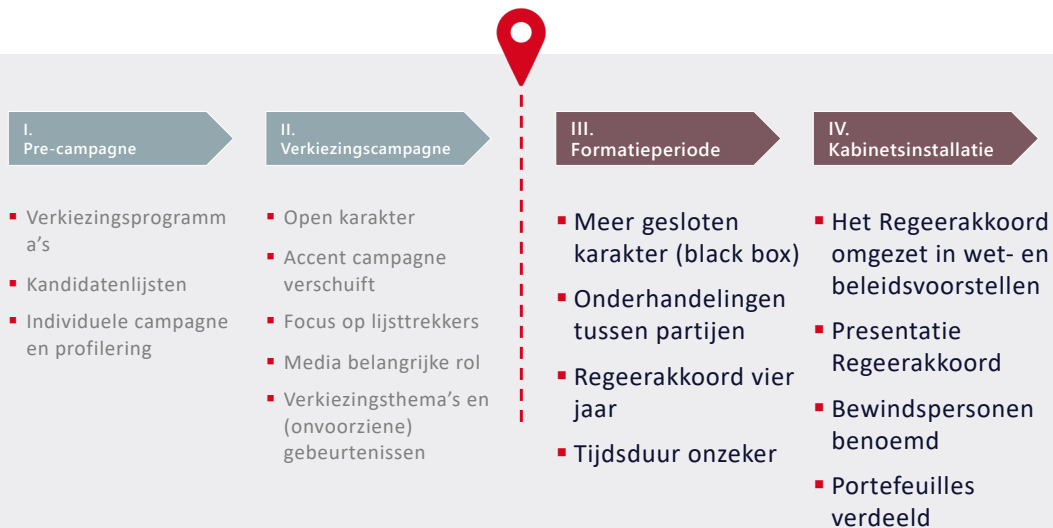 I.
Pre-campagne
Verkiezingsprogramm
a's
Kandidatenlijsten
Individuele campagne
en profilering
II.
Verkiezingscampagne
Open karakter
Accent campagne
verschuift
Focus op lijsttrekkers
Media belangrijke rol
Verkiezingsthema's en
(onvoorziene)
gebeurtenissen
III.
Formatieperiode
Meer gesloten
karakter (black box)
Onderhandelingen
tussen partijen
Regeerakkoord vier
jaar
Tijdsduur onzeker
IV.
Kabinetsinstallatie
Het Regeerakkoord
omgezet in wet- en
beleidsvoorstellen
Presentatie
Regeerakkoord
Bewindspersonen
benoemd
Portefeuilles
verdeeld